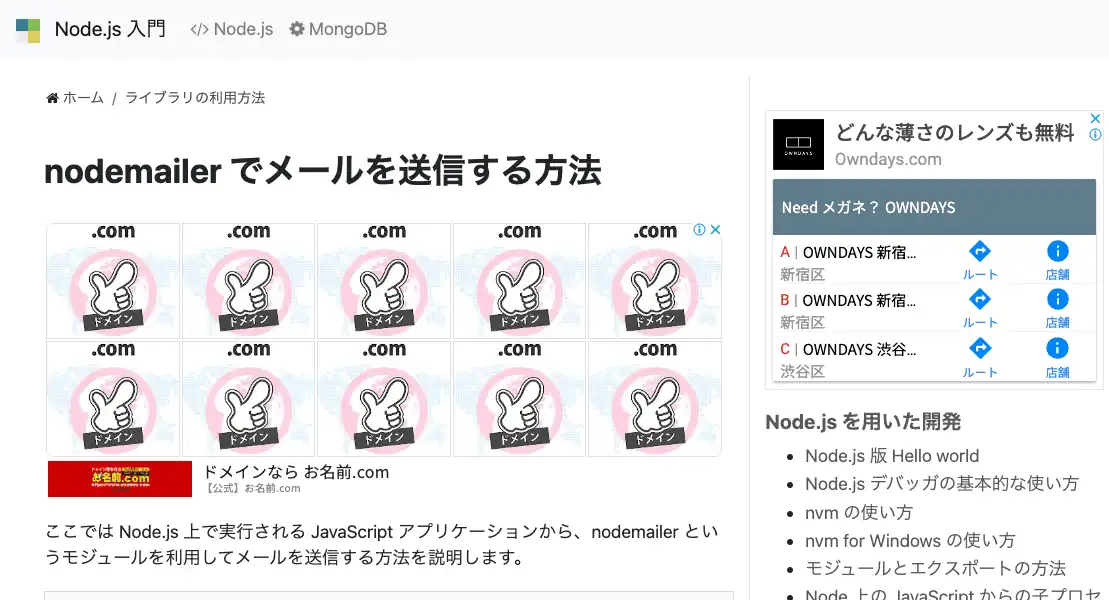 Node.js 入門 </> Node.js MongoDB
ホーム / ライブラリの利用方法
nodemailer でメールを送信する方法
.com .com .com .com .com
ドメイン ドメイン ドメイン ドメイン ドメイン
.com .com .com .com .com
ドメイン ドメイン ドメイン ドメイン ドメイン
お名前.com
ドメインなら お名前.com
【公式】お名前.com
ここでは Node.js 上で実行される JavaScript アプリケーションから、nodemailer とい
うモジュールを利用してメールを送信する方法を説明します。
OWNDAYS
どんな薄さのレンズも無料
Owndays.com
Need メガネ？ OWNDAYS
A | OWNDAYS 新宿...
新宿区
ルート 店舗
B | OWNDAYS 新宿...
新宿区
ルート 店舗
C | OWNDAYS 渋谷...
渋谷区
ルート 店舗
Node.js を用いた開発
Node.js 版 Hello world
Node.js デバッガの基本的な使い方
nvm の使い方
nvm for Windows の使い方
モジュールとエクスポートの方法
Node 上の JavaScript からの子プロセ